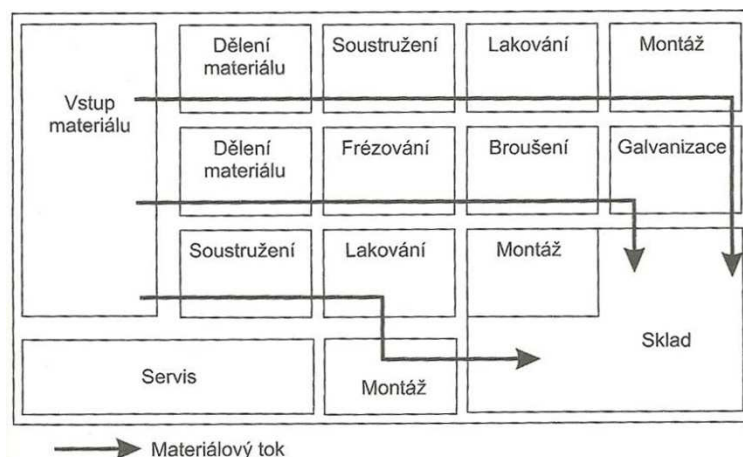 Dělení
materiálu
Soustružení
Lakování
Montáž
Vstup
materiálu
Dělení
materiálu
Frézování
Broušení
Galvanizace
Soustružení
Lakování
Montáž
Sklad
Servis
Montáž
Materiálový tok